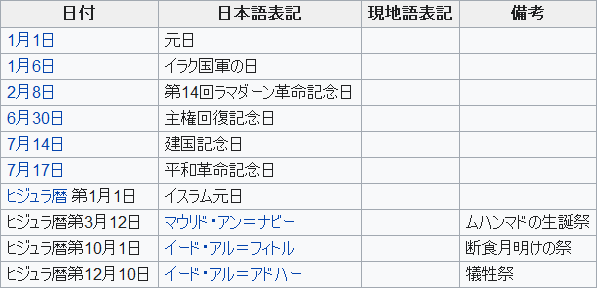 日付 日本語表記 現地語表記 備考
1月1日 元日
1月6日 イラク国軍の日
2月8日 第14回ラマダーン革命記念日
6月30日 主権回復記念日
7月14日 建国記念日
7月17日 平和革命記念日
ヒジュラ暦 第1月1日 イスラム元日
ヒジュラ暦第3月12日 マウリド・アン＝ナビー ムハンマドの生誕祭
ヒジュラ暦第10月1日 イード・アル＝フィトル 断食月明けの祭
ヒジュラ暦第12月10日 イード・アル＝アドハー 犠牲祭